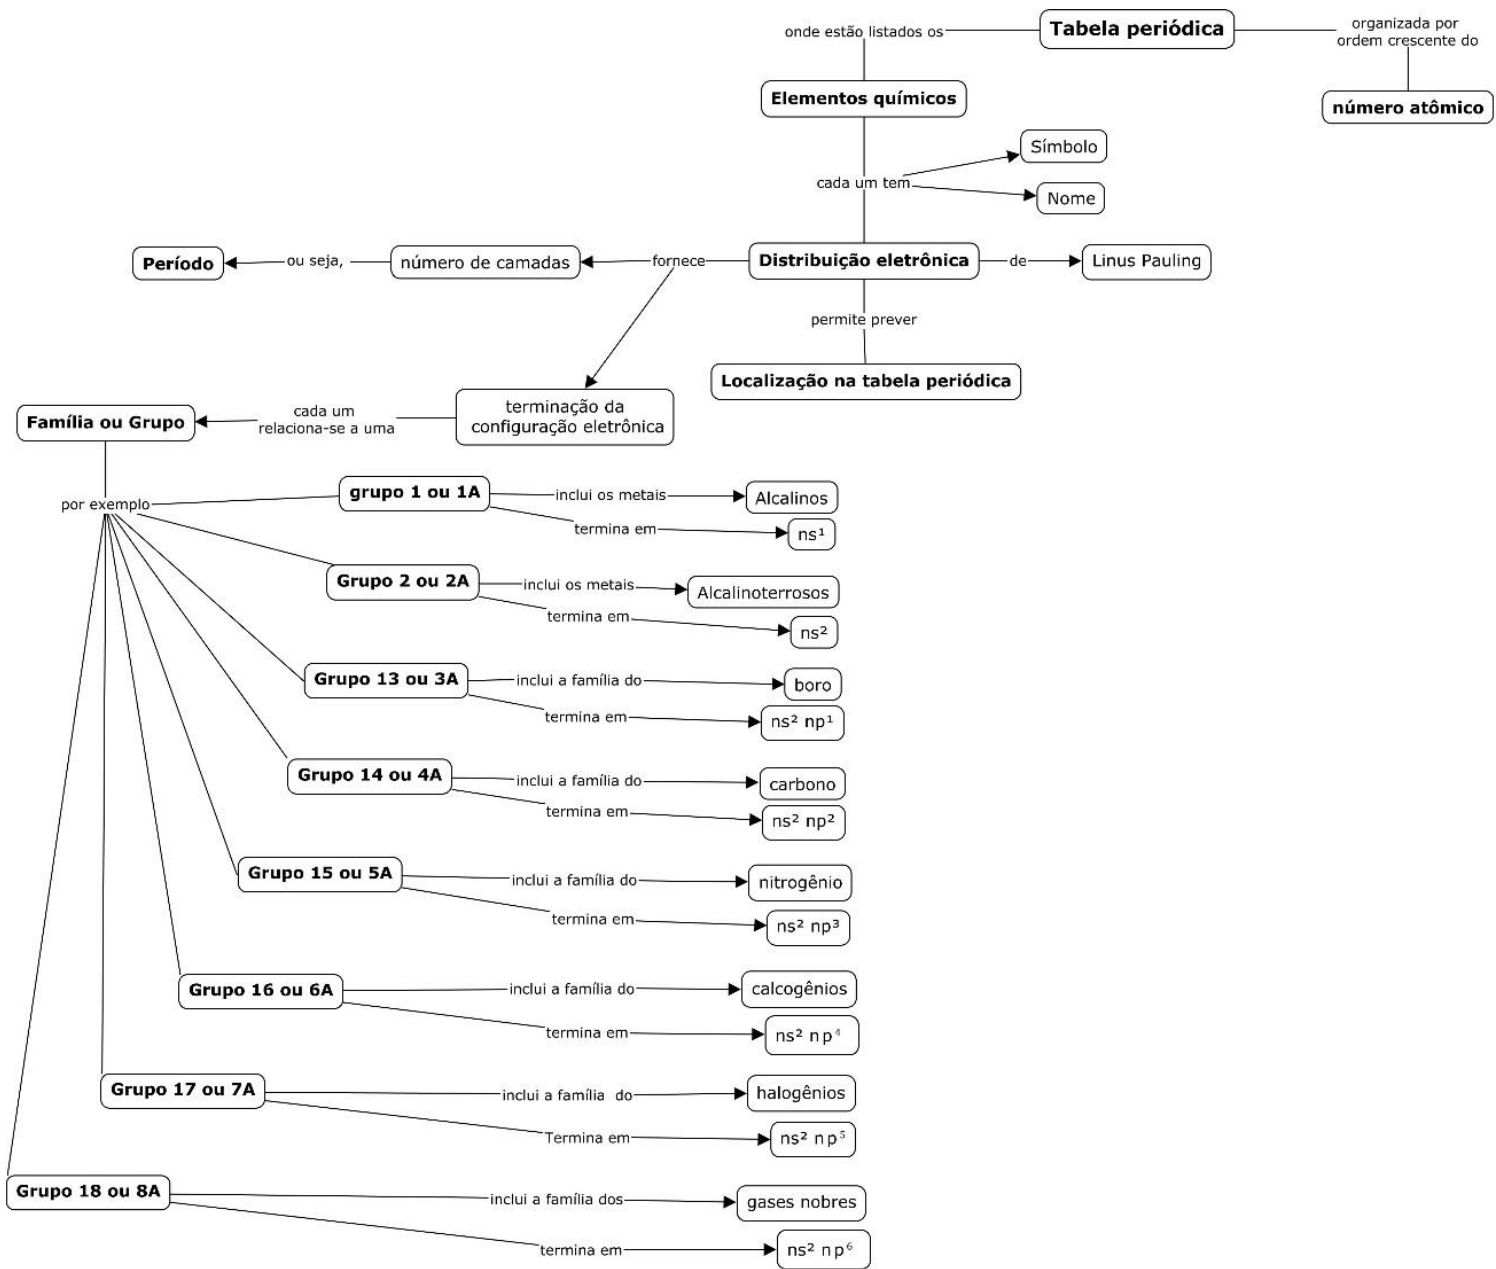 Tabela periódica
onde estão listados os
organizada por
ordem crescente do
Elementos químicos
número atômico
Símbolo
cada um tem
Nome
Período
ou seja,
número de camadas
fornece
Distribuição eletrônica
de
Linus Pauling
permite prever
Localização na tabela periódica
Família ou Grupo
cada um
relaciona-se a uma
terminação da
configuração eletrônica
por exemplo
grupo 1 ou 1A
inclui os metais
Alcalinos
termina em
ns¹
Grupo 2 ou 2A
inclui os metais
Alcalinoterrosos
termina em
ns²
Grupo 13 ou 3A
inclui a família do
boro
termina em
ns² np¹
Grupo 14 ou 4A
inclui a família do
carbono
termina em
ns² np²
Grupo 15 ou 5A
inclui a família do
nitrogênio
termina em
ns² np³
Grupo 16 ou 6A
inclui a família do
calcogênios
termina em
ns² np⁴
Grupo 17 ou 7A
inclui a família do
halogênios
Termina em
ns² np⁵
Grupo 18 ou 8A
inclui a família dos
gases nobres
termina em
ns² np⁶